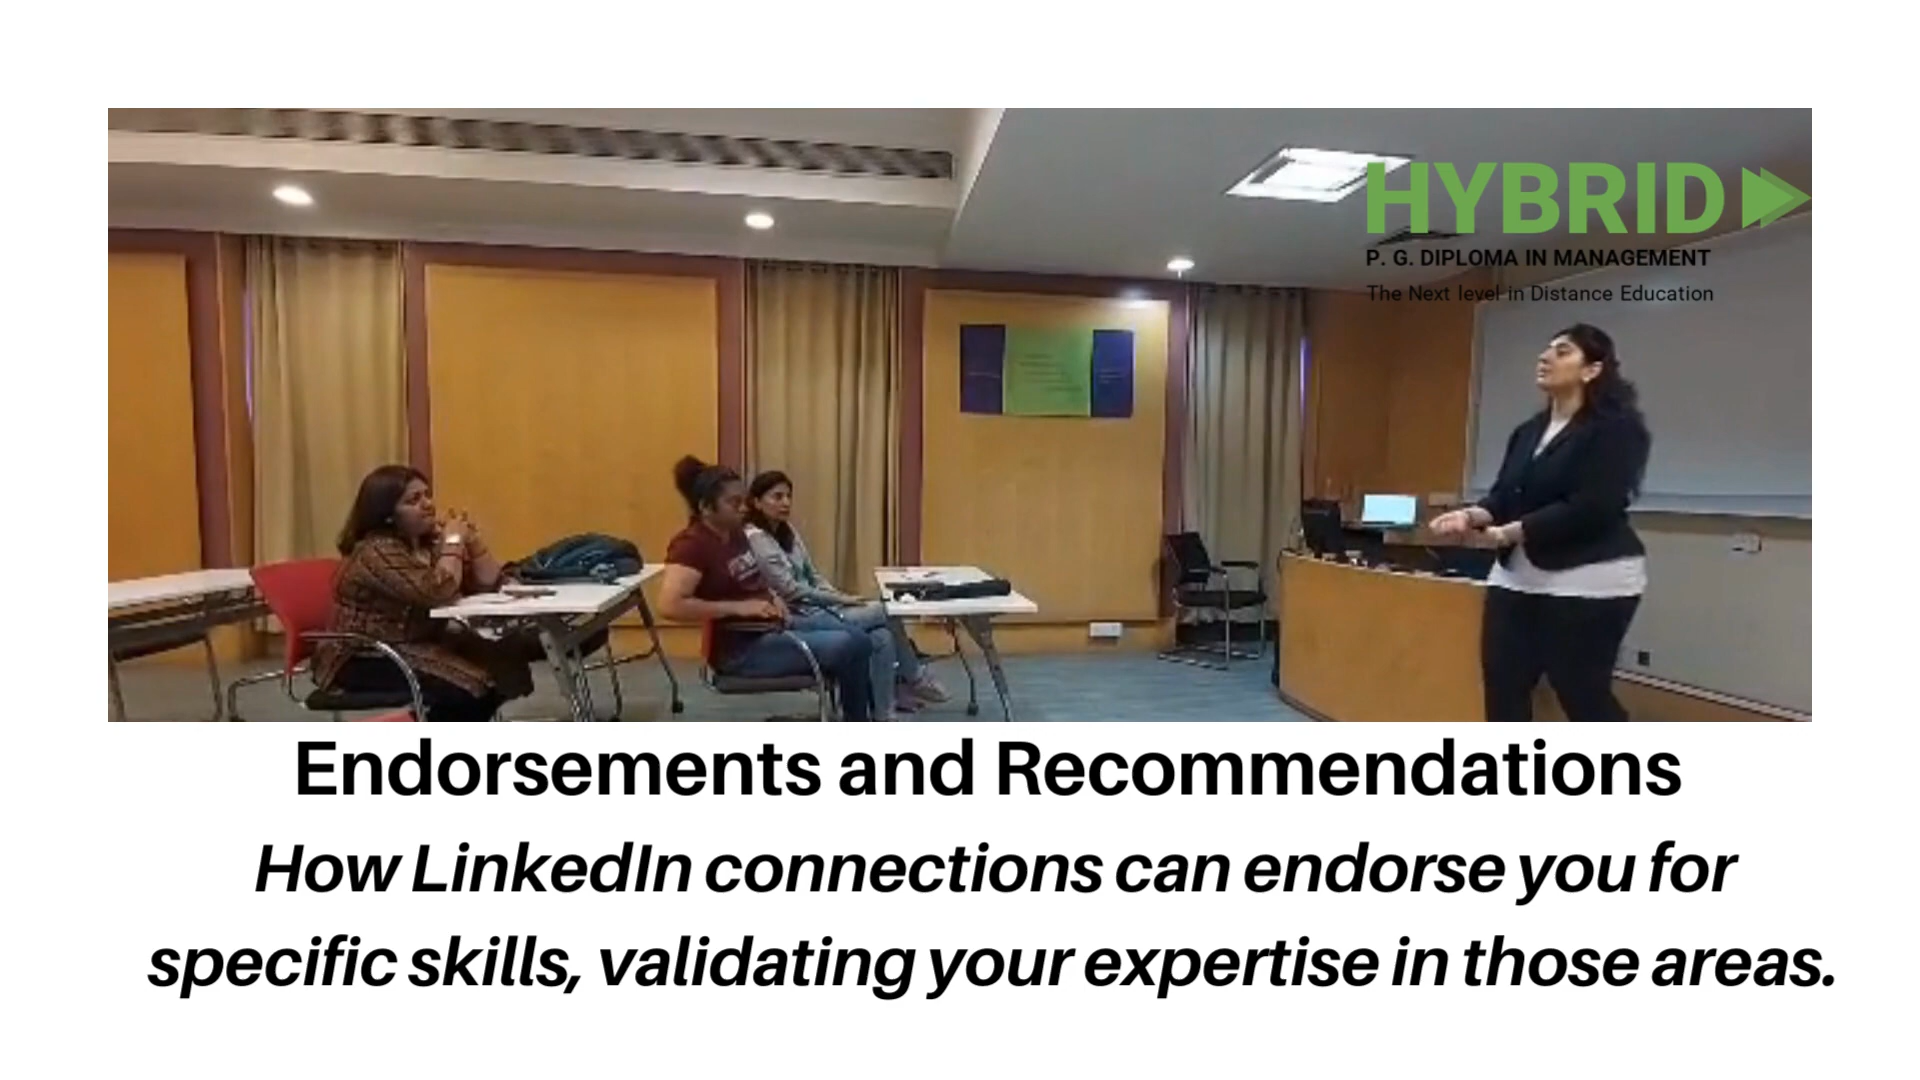 HYBRID
P. G. DIPLOMA IN MANAGEMENT
The Next level in Distance Education
Endorsements and Recommendations
How LinkedIn connections can endorse you for
specific skills, validating your expertise in those areas.